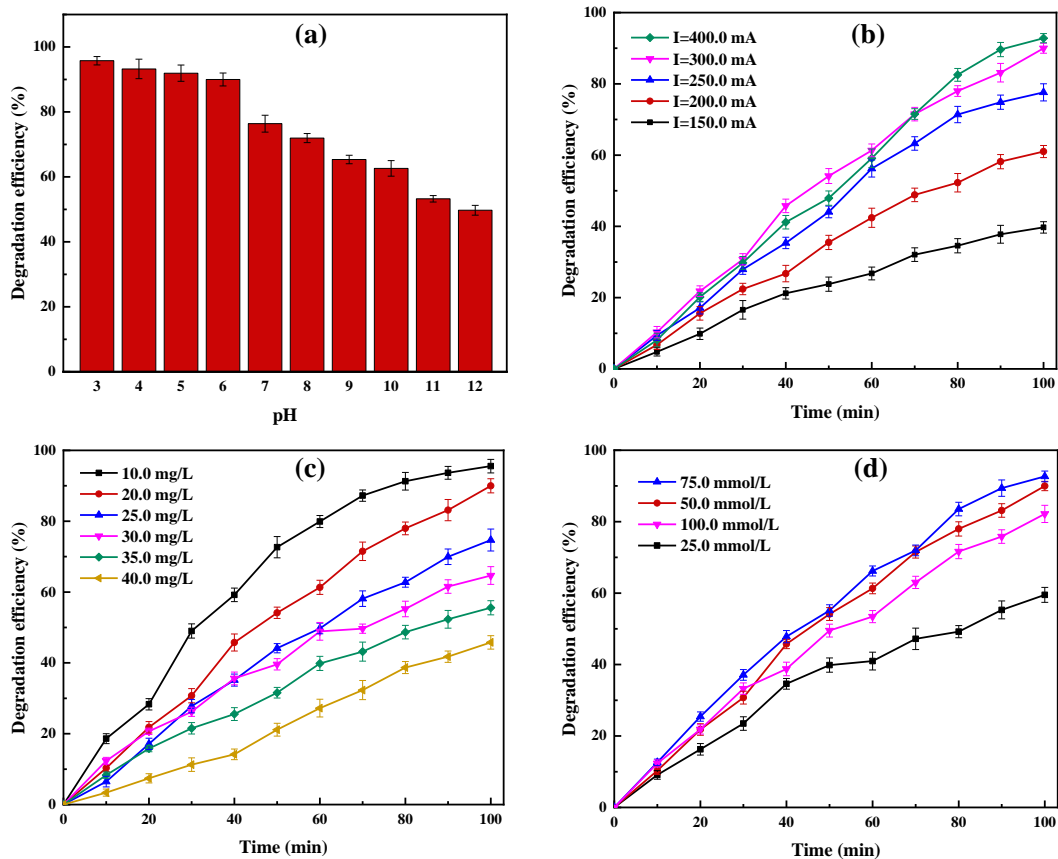 (a)
100
80
60
40
20
0
Degradation efficiency (%)
3 4 5 6 7 8 9 10 11 12
pH
(b)
I=400.0 mA
I=300.0 mA
I=250.0 mA
I=200.0 mA
I=150.0 mA
100
80
60
40
20
0
Degradation efficiency (%)
0 20 40 60 80 100
Time (min)
(c)
10.0 mg/L
20.0 mg/L
25.0 mg/L
30.0 mg/L
35.0 mg/L
40.0 mg/L
100
80
60
40
20
0
Degradation efficiency (%)
0 20 40 60 80 100
Time (min)
(d)
75.0 mmol/L
50.0 mmol/L
100.0 mmol/L
25.0 mmol/L
100
80
60
40
20
0
Degradation efficiency (%)
0 20 40 60 80 100
Time (min)